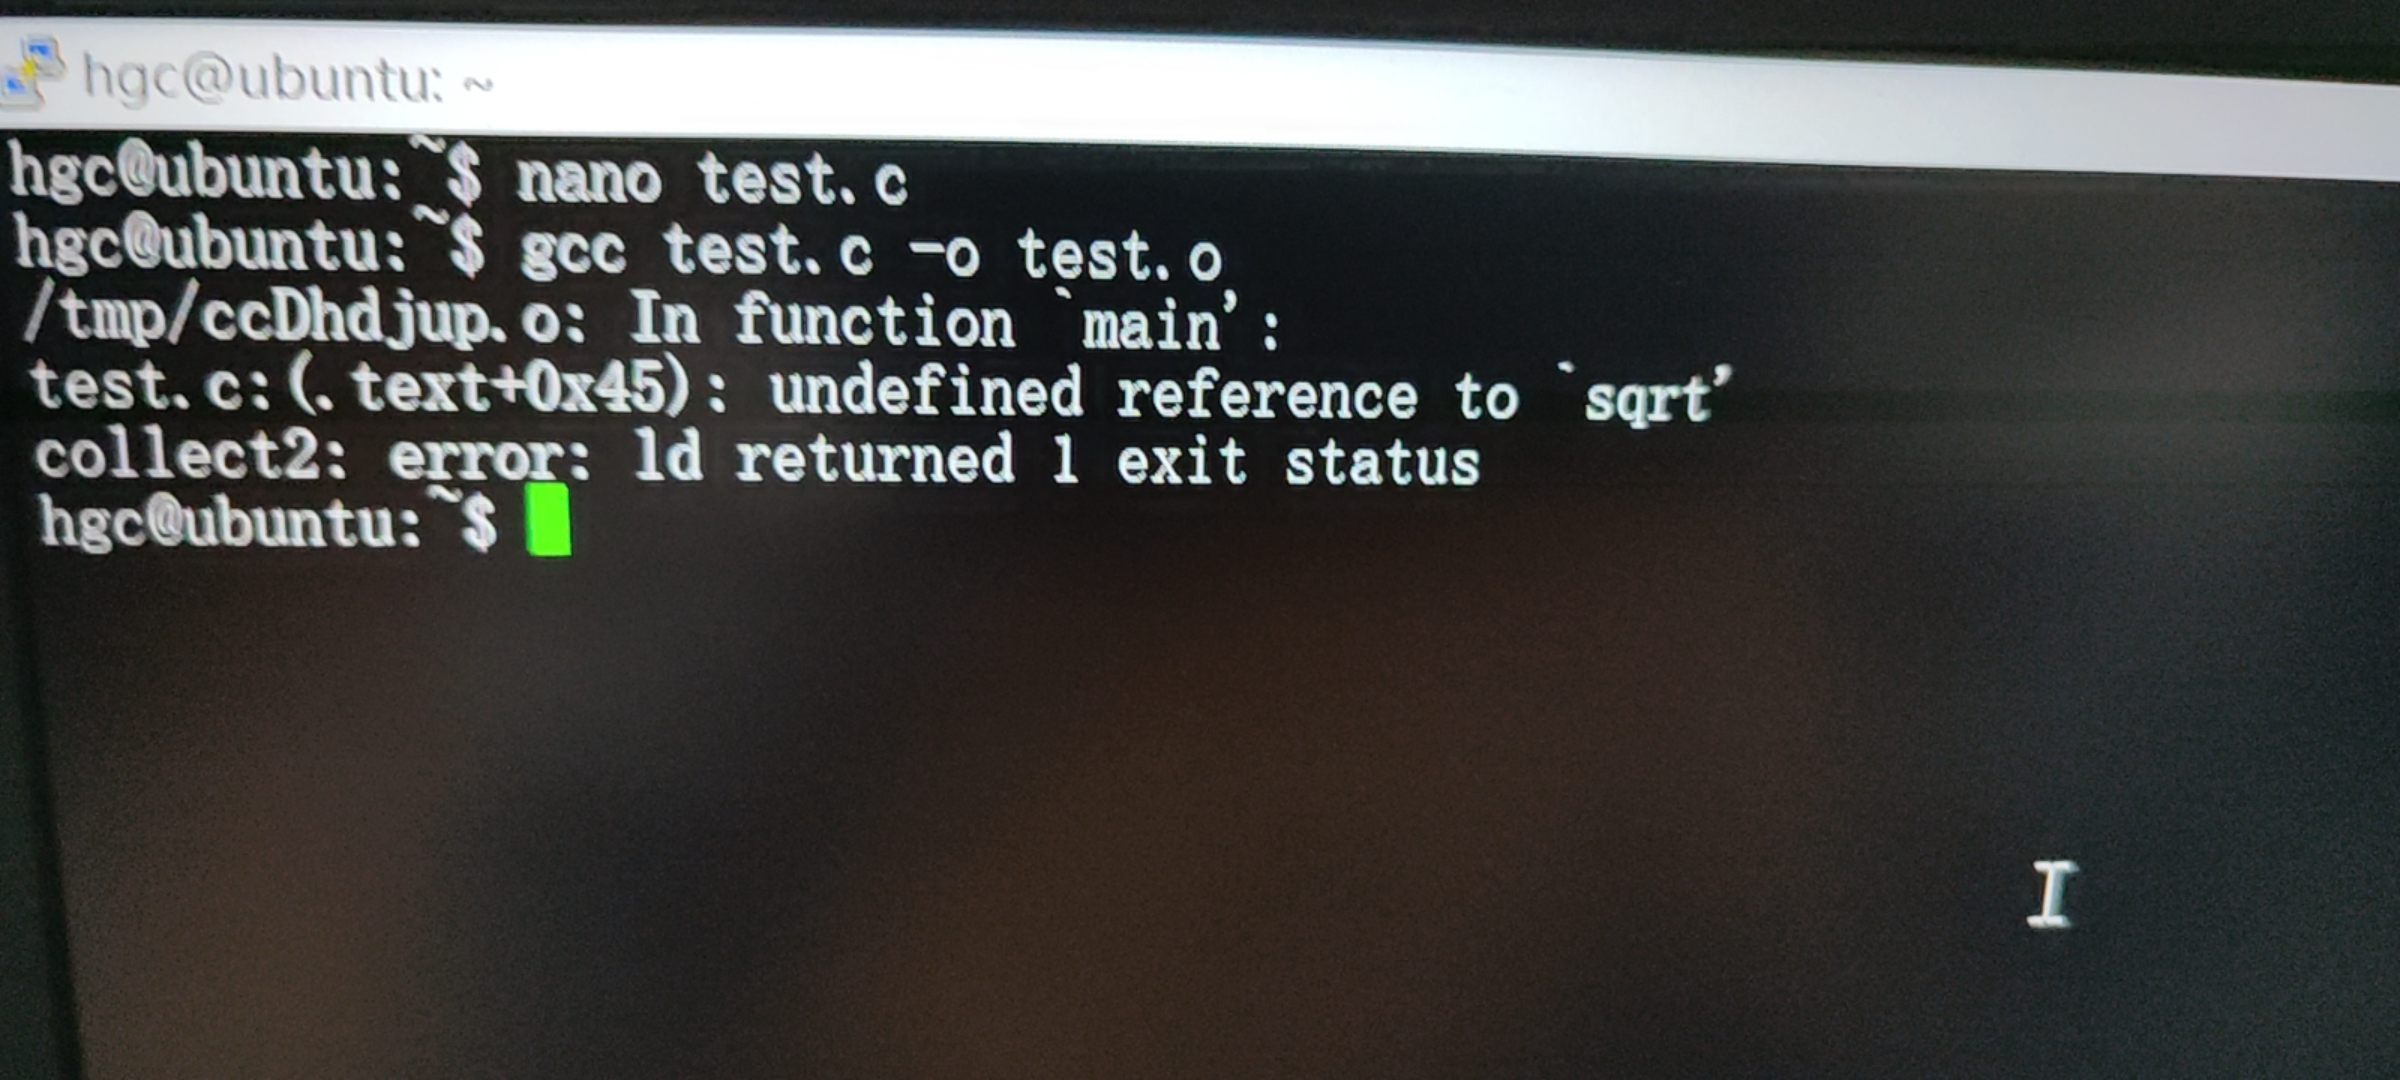 hgc@ubuntu: ~
hgc@ubuntu:~$ nano test.c
hgc@ubuntu:~$ gcc test.c -o test.o
/tmp/ccDhdjup.o: In function `main':
test.c:(.text+0x45): undefined reference to `sqrt'
collect2: error: ld returned 1 exit status
hgc@ubuntu:~$